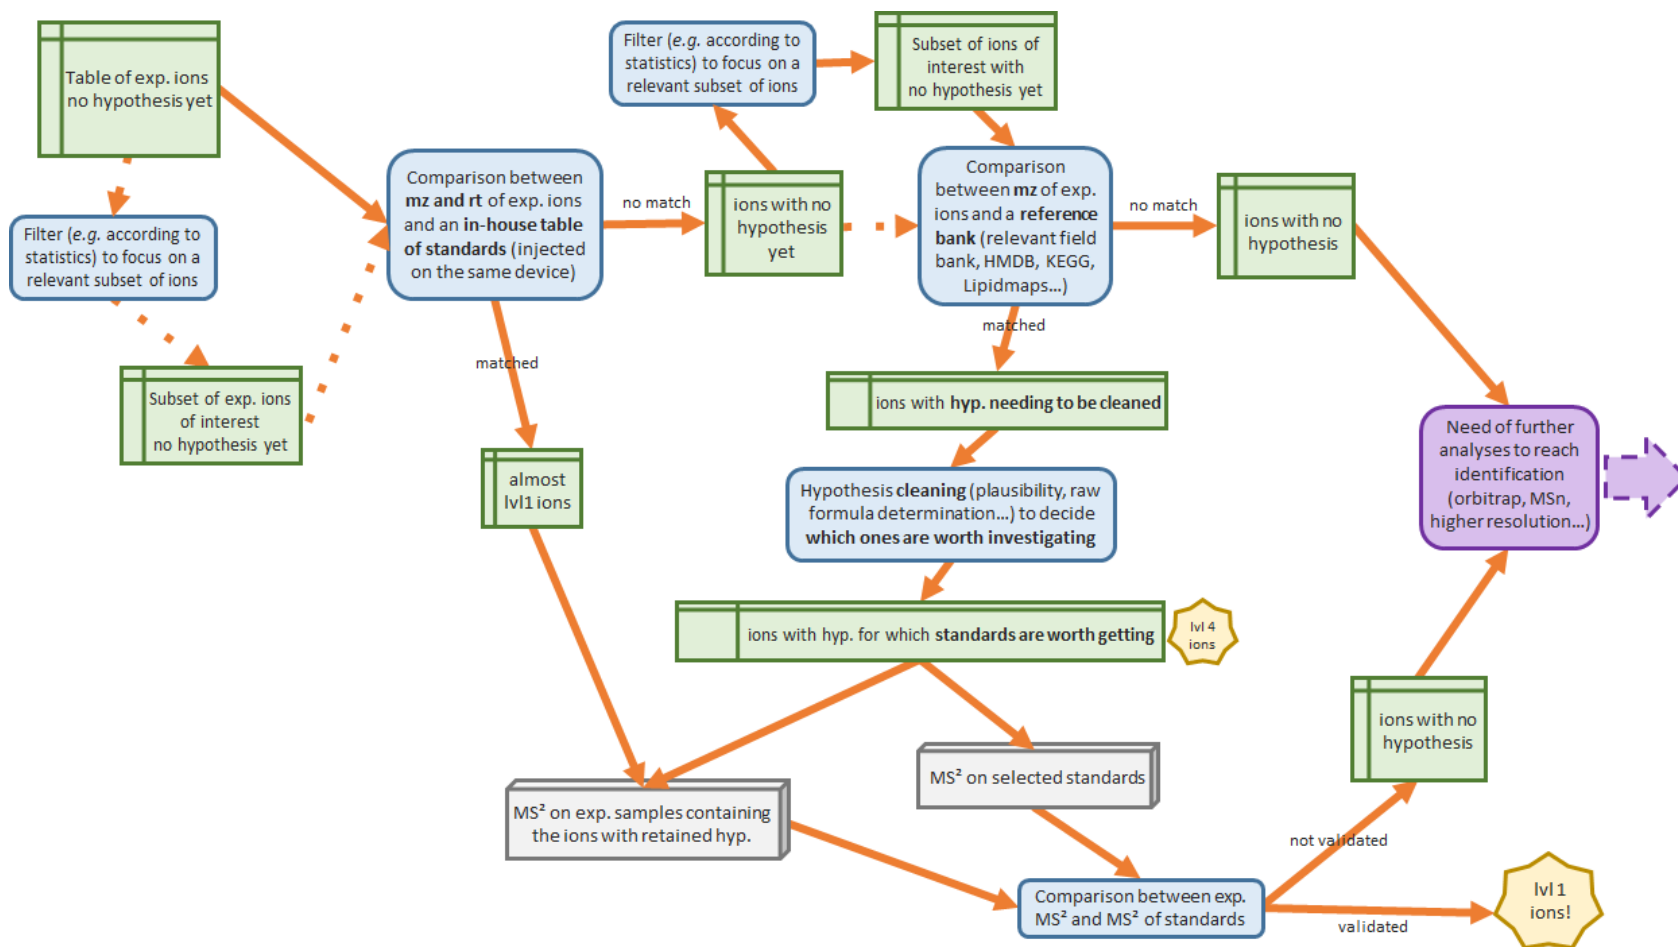 Table of exp. ions
no hypothesis yet
Filter (e.g. according to
statistics) to focus on a
relevant subset of ions
Subset of exp. ions
of interest
no hypothesis yet
Comparison between
mz and rt of exp. ions
and an in-house table
of standards (injected
on the same device)
no match
matched
ions with no
hypothesis
yet
Filter (e.g. according to
statistics) to focus on a
relevant subset of ions
Subset of ions of
interest with
no hypothesis yet
Comparison
between mz of exp.
ions and a reference
bank (relevant field
bank, HMDB, KEGG,
Lipidmaps...)
no match
matched
ions with no
hypothesis
ions with hyp. needing to be cleaned
Hypothesis cleaning (plausibility, raw
formula determination...) to decide
which ones are worth investigating
ions with hyp. for which standards are worth getting
lvl 4
ions
almost
lvl1 ions
MS² on exp. samples containing
the ions with retained hyp.
MS² on selected standards
Comparison between exp.
MS² and MS² of standards
not validated
validated
ions with no
hypothesis
Need of further
analyses to reach
identification
(orbitrap, MSn,
higher resolution...)
lvl 1
ions!